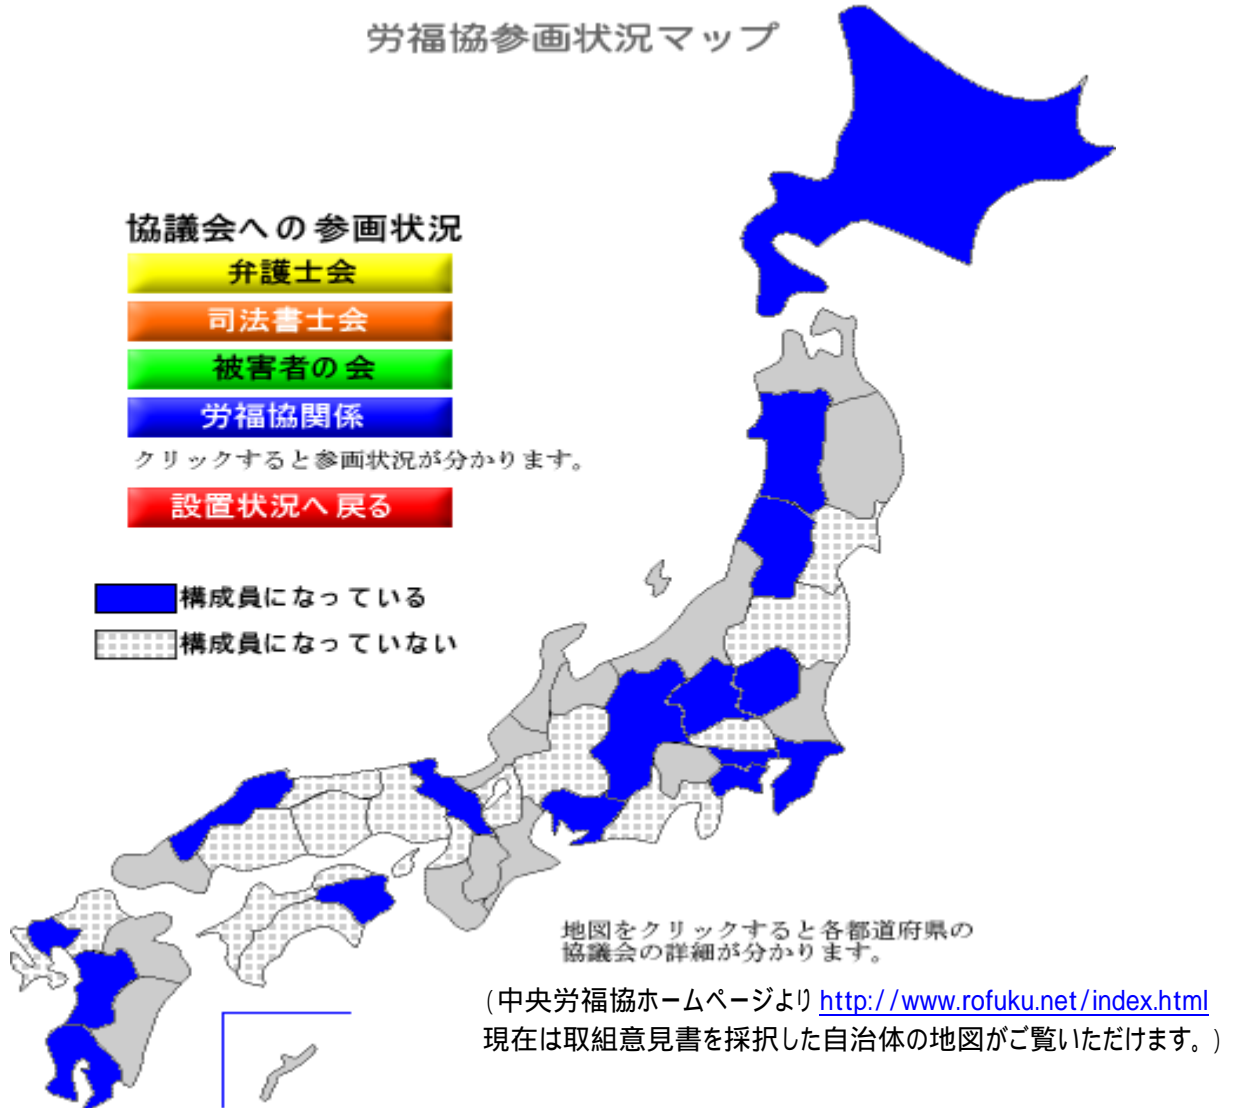 労福協参画状況マップ
協議会への参画状況
弁護士会
司法書士会
被害者の会
労福協関係
クリックすると参画状況が分かります。
設置状況へ戻る
構成員になっている
構成員になっていない
地図をクリックすると各都道府県の
協議会の詳細が分かります。
(中央労福協ホームページより http://www.rofuku.net/index.html
現在は取組意見書を採択した自治体の地図がご覧いただけます。)